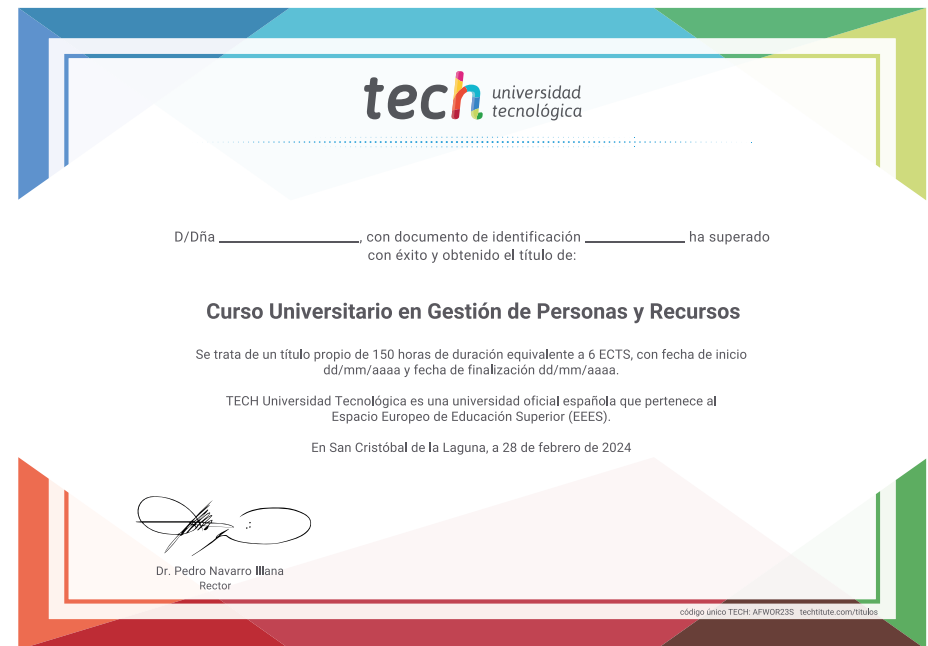 tech universidad
tecnológica
D/Dña ____________, con documento de identificación ____________ ha superado
con éxito y obtenido el título de:
Curso Universitario en Gestión de Personas y Recursos
Se trata de un título propio de 150 horas de duración equivalente a 6 ECTS, con fecha de inicio
dd/mm/aaaa y fecha de finalización dd/mm/aaaa.
TECH Universidad Tecnológica es una universidad oficial española que pertenece al
Espacio Europeo de Educación Superior (EEES).
En San Cristóbal de la Laguna, a 28 de febrero de 2024
Dr. Pedro Navarro Illana
Rector
código único TECH: AFWOR23S techtitute.com/titulos